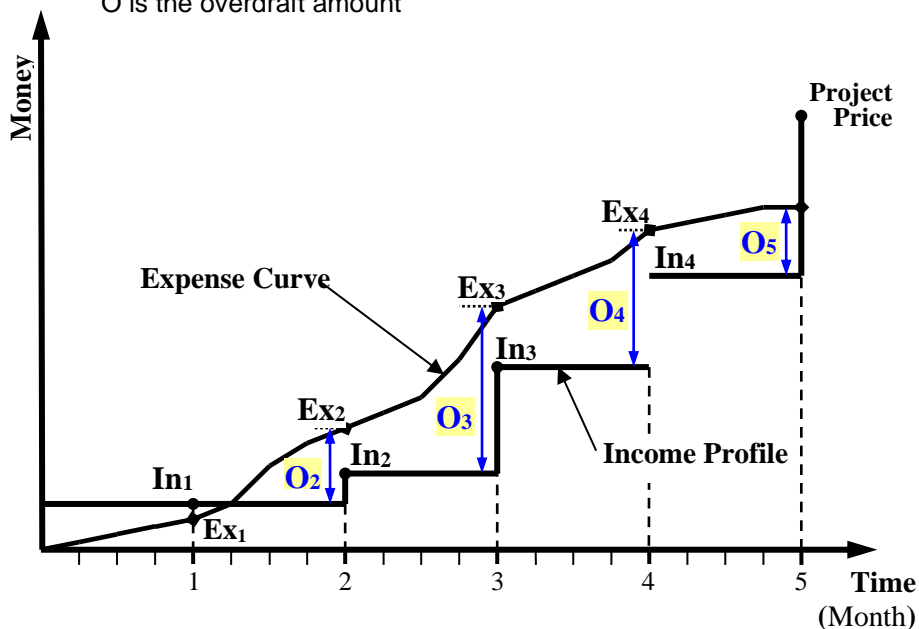 O is the overdraft amount
Money
Project
Price
Ex4
O5
In4
Expense Curve
Ex3
O4
In3
Ex2
O3
In2
Income Profile
O2
In1
Ex1
1 2 3 4 5 Time
(Month)